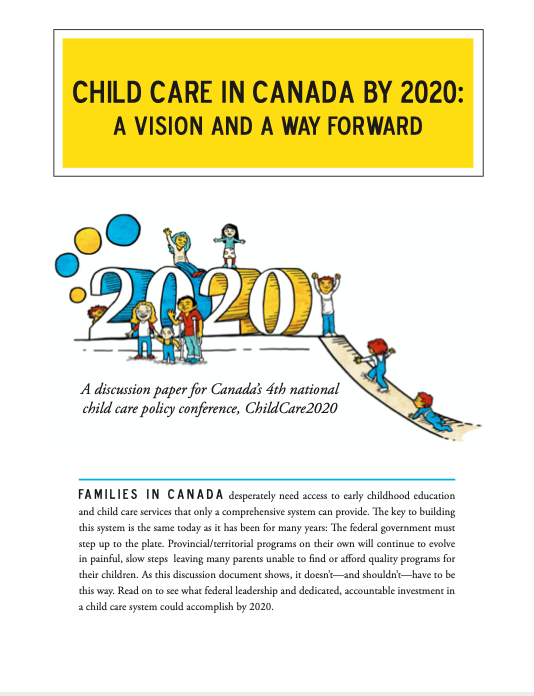 CHILD CARE IN CANADA BY 2020:
A VISION AND A WAY FORWARD
2020
A discussion paper for Canada's 4th national
child care policy conference, ChildCare2020
FAMILIES IN CANADA desperately need access to early childhood education
and child care services that only a comprehensive system can provide. The key to building
this system is the same today as it has been for many years: The federal government must
step up to the plate. Provincial/territorial programs on their own will continue to evolve
in painful, slow steps leaving many parents unable to find or afford quality programs for
their children. As this discussion document shows, it doesn't—and shouldn't—have to be
this way. Read on to see what federal leadership and dedicated, accountable investment in
a child care system could accomplish by 2020.